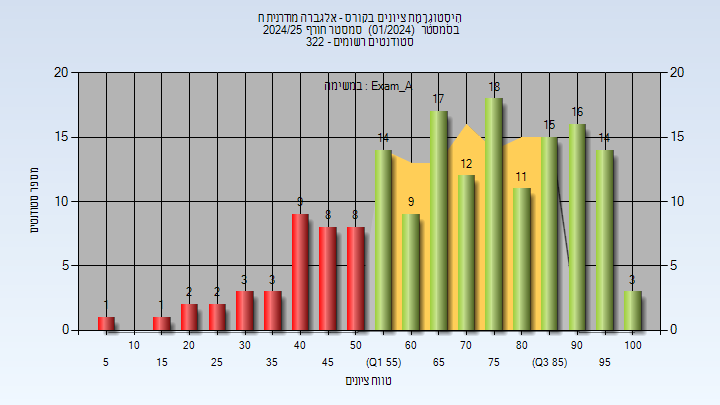 היסטוגרמת ציונים בקורס - אלגברה מודרנית ח
בסמסטר (01/2024) סמסטר חורף 2024/25
סטודנטים רשומים - 322
במשימה : Exam_A
מספר סטודנטים
20 20
15 15
10 10
5 5
0 0
1 1 2 2 3 3 9 8 8 14 9 17 12 18 11 15 16 14 3
10 20 30 40 50 60 70 80 90 100
5 15 25 35 45 (Q1 55) 65 75 (Q3 85) 95
טווח ציונים